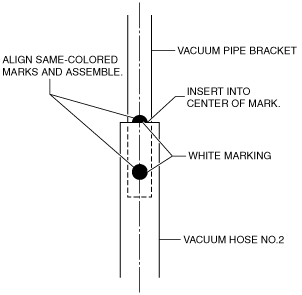 VACUUM PIPE BRACKET
ALIGN SAME-COLORED
MARKS AND ASSEMBLE.
INSERT INTO
CENTER OF MARK.
WHITE MARKING
VACUUM HOSE NO.2